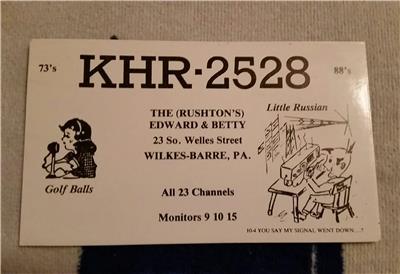 73's
KHR-2528
88's
THE (RUSHTON'S)
EDWARD & BETTY
23 So. Welles Street
WILKES-BARRE, PA.
Little Russian
Golf Balls
All 23 Channels
Monitors 9 10 15
10-4 YOU SAY MY SIGNAL WENT DOWN....?